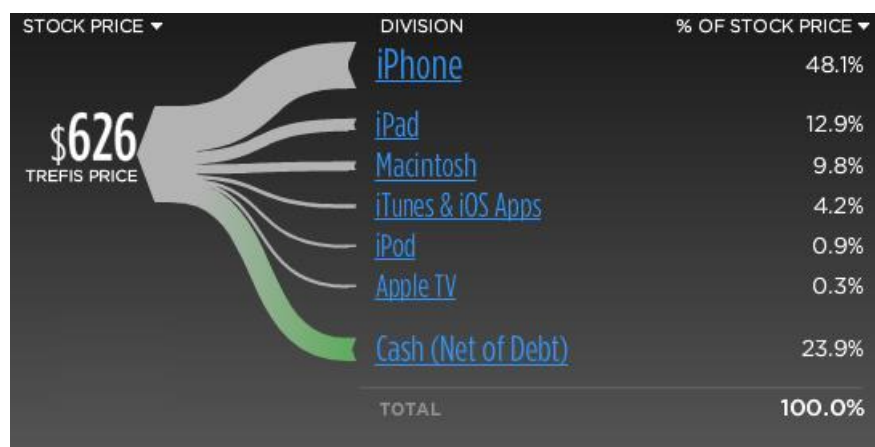 STOCK PRICE ▾ DIVISION % OF STOCK PRICE ▾
iPhone 48.1%
$626
TREFIS PRICE
iPad 12.9%
Macintosh 9.8%
iTunes & iOS Apps 4.2%
iPod 0.9%
Apple TV 0.3%
Cash (Net of Debt) 23.9%
TOTAL 100.0%